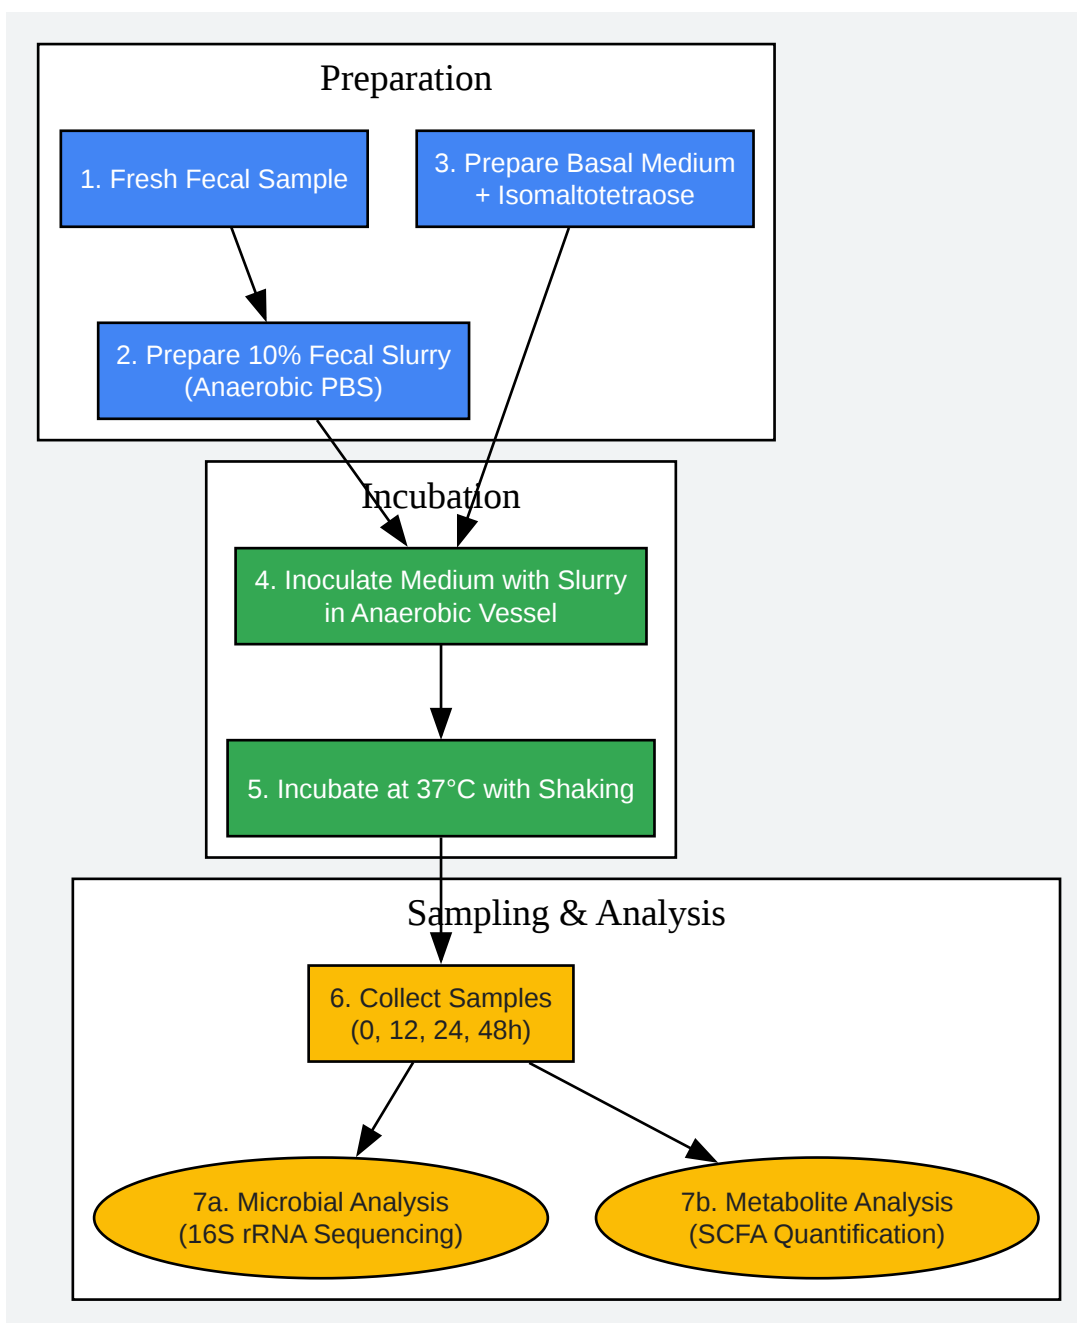 Preparation
1. Fresh Fecal Sample
3. Prepare Basal Medium
+ Isomaltotetraose
2. Prepare 10% Fecal Slurry
(Anaerobic PBS)
Incubation
4. Inoculate Medium with Slurry
in Anaerobic Vessel
5. Incubate at 37°C with Shaking
Sampling & Analysis
6. Collect Samples
(0, 12, 24, 48h)
7a. Microbial Analysis
(16S rRNA Sequencing)
7b. Metabolite Analysis
(SCFA Quantification)